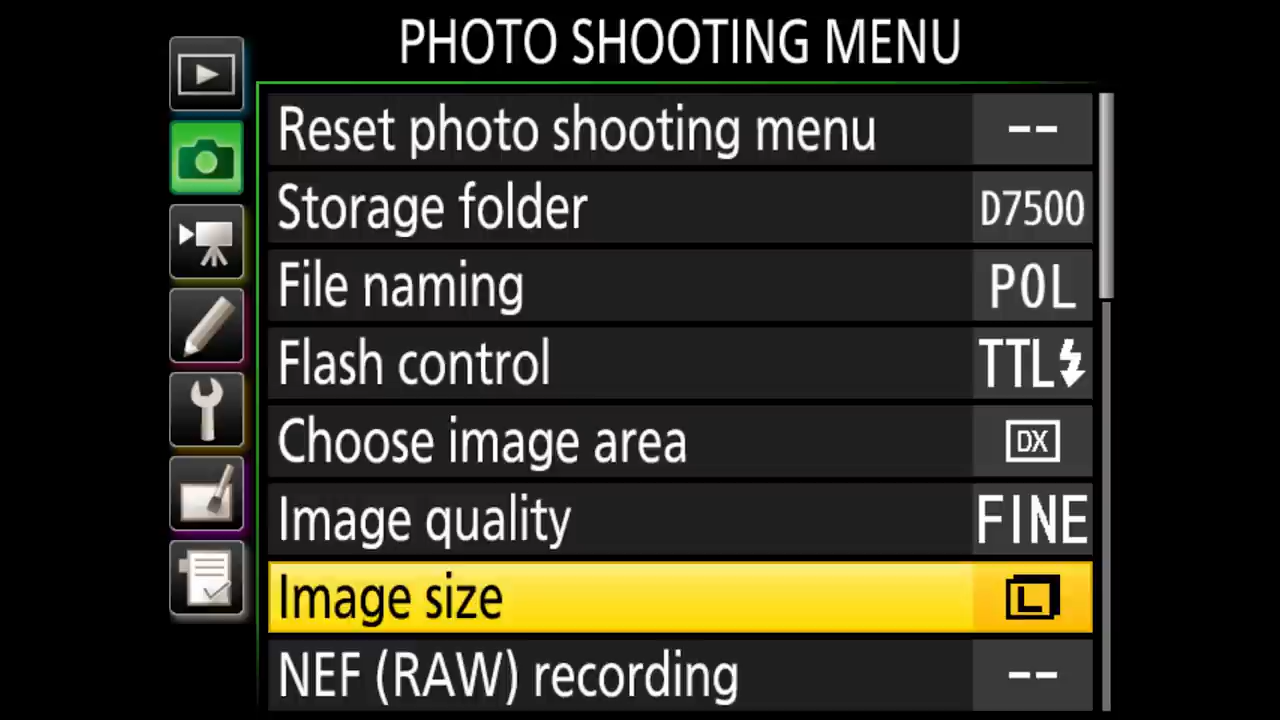 PHOTO SHOOTING MENU
Reset photo shooting menu --
Storage folder D7500
File naming POL
Flash control TTL
Choose image area DX
Image quality FINE
Image size L
NEF (RAW) recording --